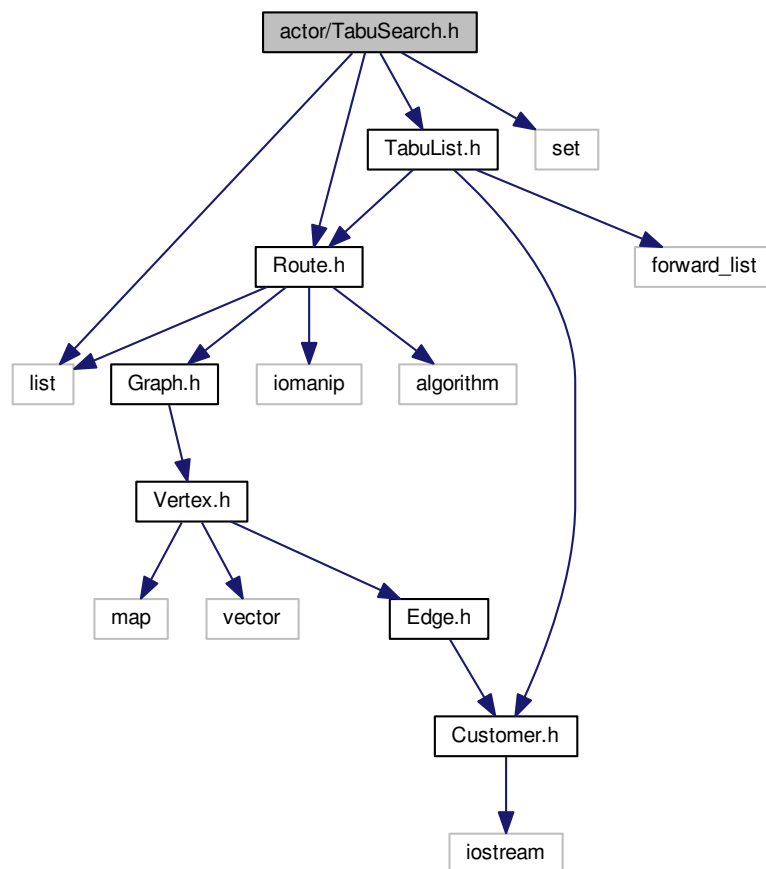 actor/TabuSearch.h
TabuList.h
set
Route.h
forward_list
list
Graph.h
iomanip
algorithm
Vertex.h
map
vector
Edge.h
Customer.h
iostream